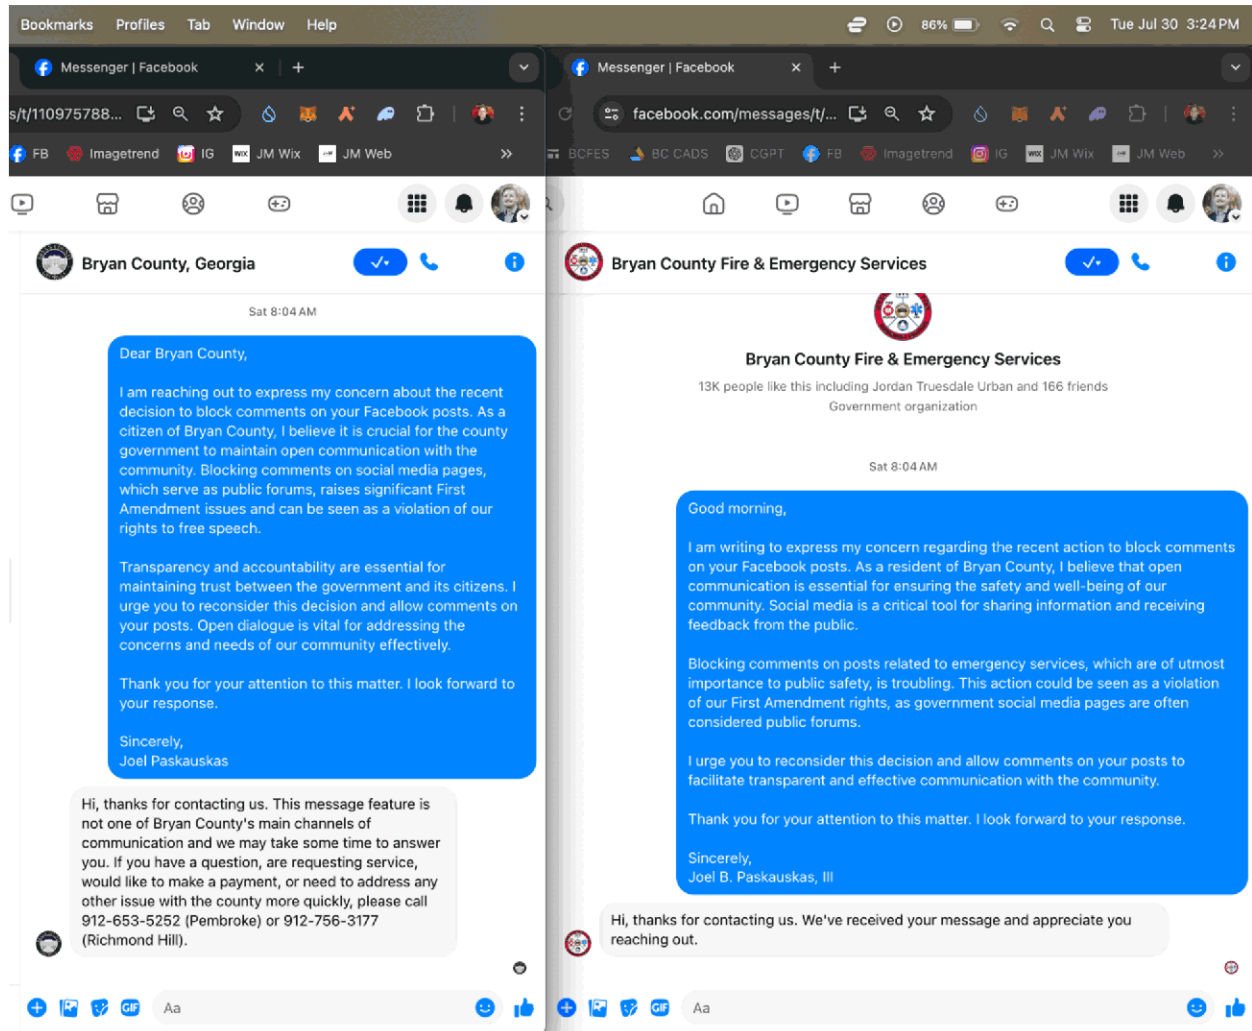 Bookmarks Profiles Tab Window Help
86% Tue Jul 30 3:24 PM
Messenger | Facebook
s/t/110975788...
FB Imagetrend IG JM Wix JM Web
Bryan County, Georgia
Sat 8:04 AM
Dear Bryan County,
I am reaching out to express my concern about the recent
decision to block comments on your Facebook posts. As a
citizen of Bryan County, I believe it is crucial for the county
government to maintain open communication with the
community. Blocking comments on social media pages,
which serve as public forums, raises significant First
Amendment issues and can be seen as a violation of our
rights to free speech.
Transparency and accountability are essential for
maintaining trust between the government and its citizens. I
urge you to reconsider this decision and allow comments on
your posts. Open dialogue is vital for addressing the
concerns and needs of our community effectively.
Thank you for your attention to this matter. I look forward to
your response.
Sincerely,
Joel Paskauskas
Hi, thanks for contacting us. This message feature is
not one of Bryan County's main channels of
communication and we may take some time to answer
you. If you have a question, are requesting service,
would like to make a payment, or need to address any
other issue with the county more quickly, please call
912-653-5252 (Pembroke) or 912-756-3177
(Richmond Hill).
GIF Aa
Messenger | Facebook
facebook.com/messages/t/...
BCFES BC CADS CGPT FB Imagetrend IG WIX JM Wix JM Web
Bryan County Fire & Emergency Services
Bryan County Fire & Emergency Services
13K people like this including Jordan Truesdale Urban and 166 friends
Government organization
Sat 8:04 AM
Good morning,
I am writing to express my concern regarding the recent action to block comments
on your Facebook posts. As a resident of Bryan County, I believe that open
communication is essential for ensuring the safety and well-being of our
community. Social media is a critical tool for sharing information and receiving
feedback from the public.
Blocking comments on posts related to emergency services, which are of utmost
importance to public safety, is troubling. This action could be seen as a violation
of our First Amendment rights, as government social media pages are often
considered public forums.
I urge you to reconsider this decision and allow comments on your posts to
facilitate transparent and effective communication with the community.
Thank you for your attention to this matter. I look forward to your response.
Sincerely,
Joel B. Paskauskas, III
Hi, thanks for contacting us. We've received your message and appreciate you
reaching out.
GIF Aa